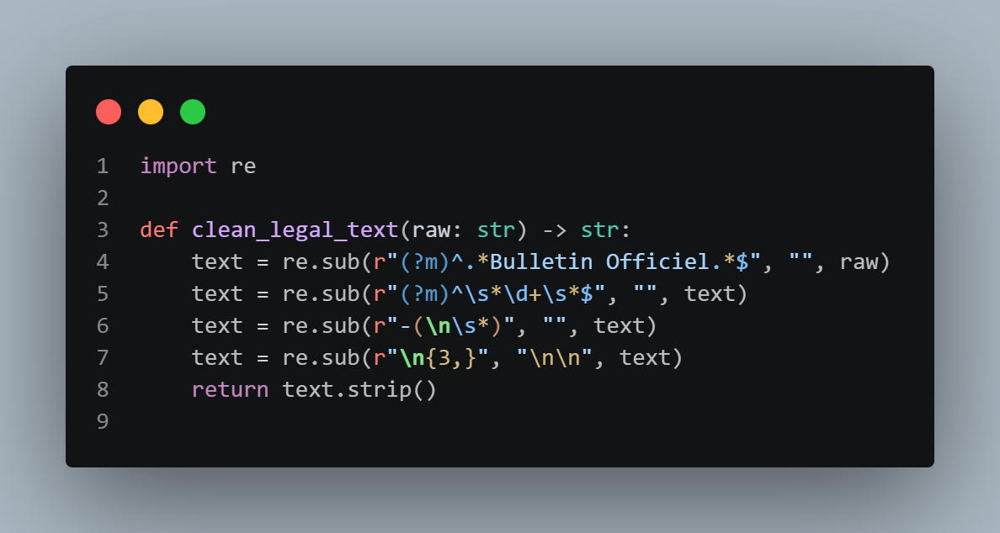 1 import re
2
3 def clean_legal_text(raw: str) -> str:
4     text = re.sub(r"(?m)^.*Bulletin Officiel.*$", "", raw)
5     text = re.sub(r"(?m)^\s*\d+\s*$", "", text)
6     text = re.sub(r"-(\n\s*)", "", text)
7     text = re.sub(r"\n{3,}", "\n\n", text)
8     return text.strip()
9